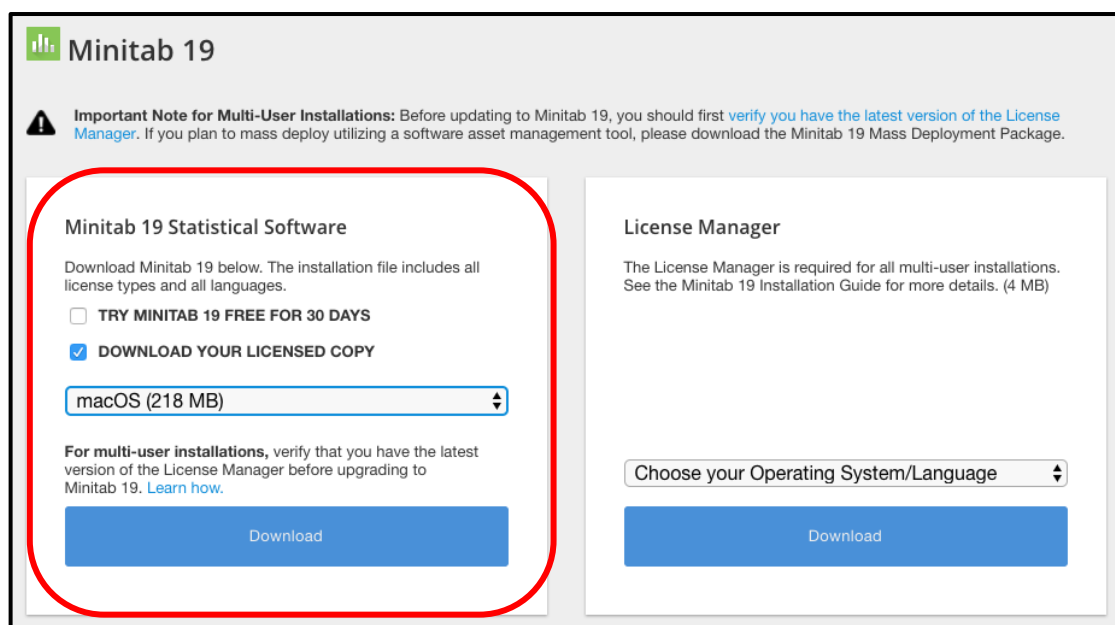 Minitab 19
Important Note for Multi-User Installations: Before updating to Minitab 19, you should first verify you have the latest version of the License
Manager. If you plan to mass deploy utilizing a software asset management tool, please download the Minitab 19 Mass Deployment Package.
Minitab 19 Statistical Software
Download Minitab 19 below. The installation file includes all
license types and all languages.
TRY MINITAB 19 FREE FOR 30 DAYS
DOWNLOAD YOUR LICENSED COPY
macOS (218 MB)
For multi-user installations, verify that you have the latest
version of the License Manager before upgrading to
Minitab 19. Learn how.
Download
License Manager
The License Manager is required for all multi-user installations.
See the Minitab 19 Installation Guide for more details. (4 MB)
Choose your Operating System/Language
Download